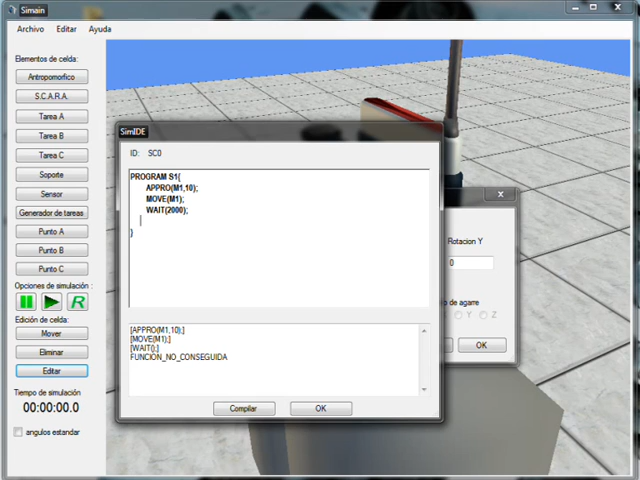 Simain
Archivo Editar Ayuda
Elementos de celda:
Antropomorfico
S.C.A.R.A.
Tarea A
Tarea B
Tarea C
Soporte
Sensor
Generador de tareas
Punto A
Punto B
Punto C
Opciones de simulación :
R
Edición de celda:
Mover
Eliminar
Editar
Tiempo de simulación
00:00:00.0
angulos estandar
SimIDE
ID: SC0
PROGRAM S1{
APPRO(M1,10);
MOVE(M1);
WAIT(2000);
}
[APPRO(M1,10);]
[MOVE(M1);]
[WAIT();]
FUNCION_NO_CONSEGUIDA
Compilar OK
X
Rotacion Y
0
de agarre
Y Z
OK